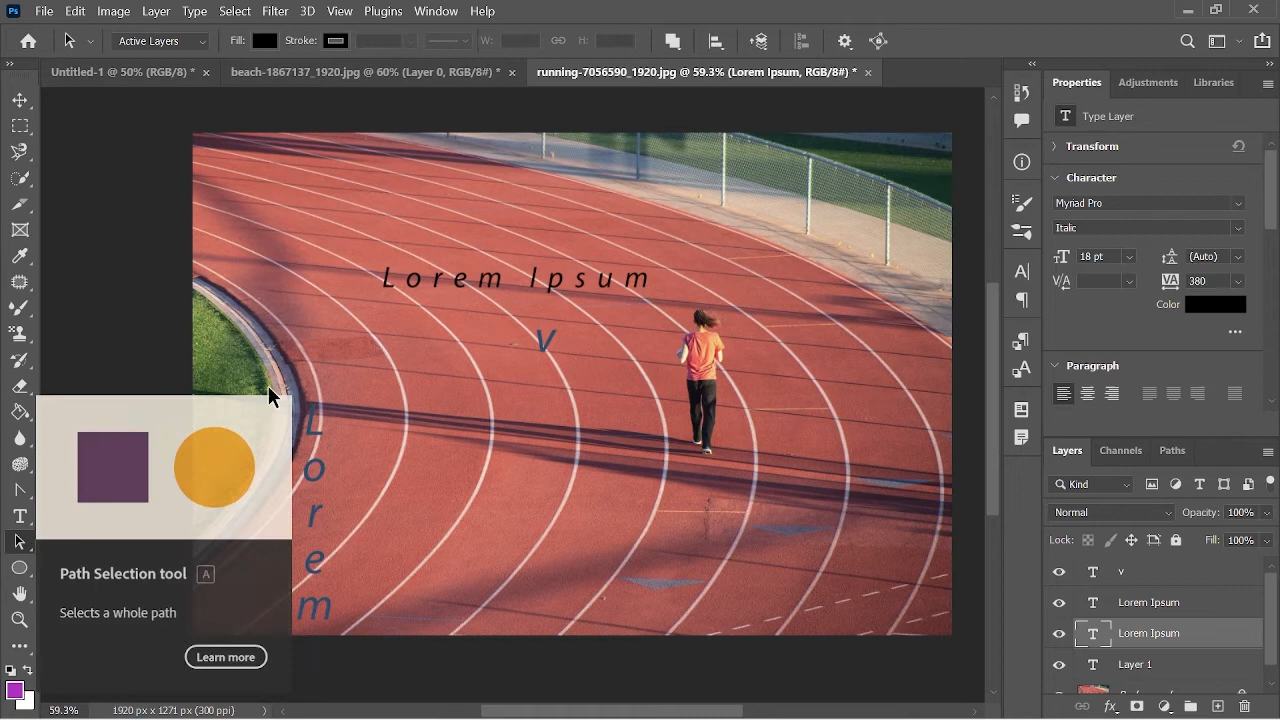 Ps File Edit Image Layer Type Select Filter 3D View Plugins Window Help
Active Layers Fill: Stroke: W: H:
Untitled-1 @ 50% (RGB/8) * × beach-1867137_1920.jpg @ 60% (Layer 0, RGB/8#) * × running-7056590_1920.jpg @ 59.3% (Lorem Ipsum, RGB/8#) * ×
Properties Adjustments Libraries
T Type Layer
Transform
Character
Myriad Pro
Italic
18 pt (Auto)
380
Color
Paragraph
Lorem Ipsum
v
Lorem
Path Selection tool A
Selects a whole path
Learn more
Layers Channels Paths
Kind
Normal Opacity: 100%
Lock: Fill: 100%
T v
T Lorem Ipsum
T Lorem Ipsum
T Layer 1
59.3% 1920 px x 1271 px (300 ppi)